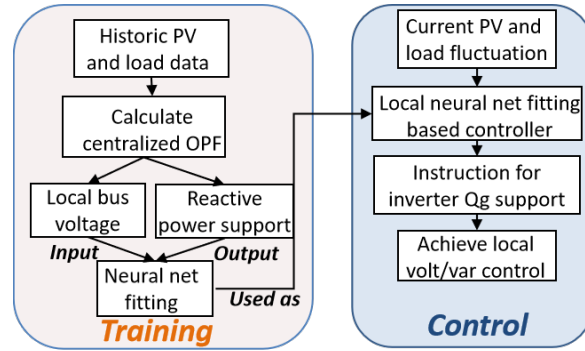 Historic PV
and load data
Calculate
centralized OPF
Local bus
voltage
Reactive
power support
Input
Output
Neural net
fitting
Used as
Training
Current PV and
load fluctuation
Local neural net fitting
based controller
Instruction for
inverter Qg support
Achieve local
volt/var control
Control